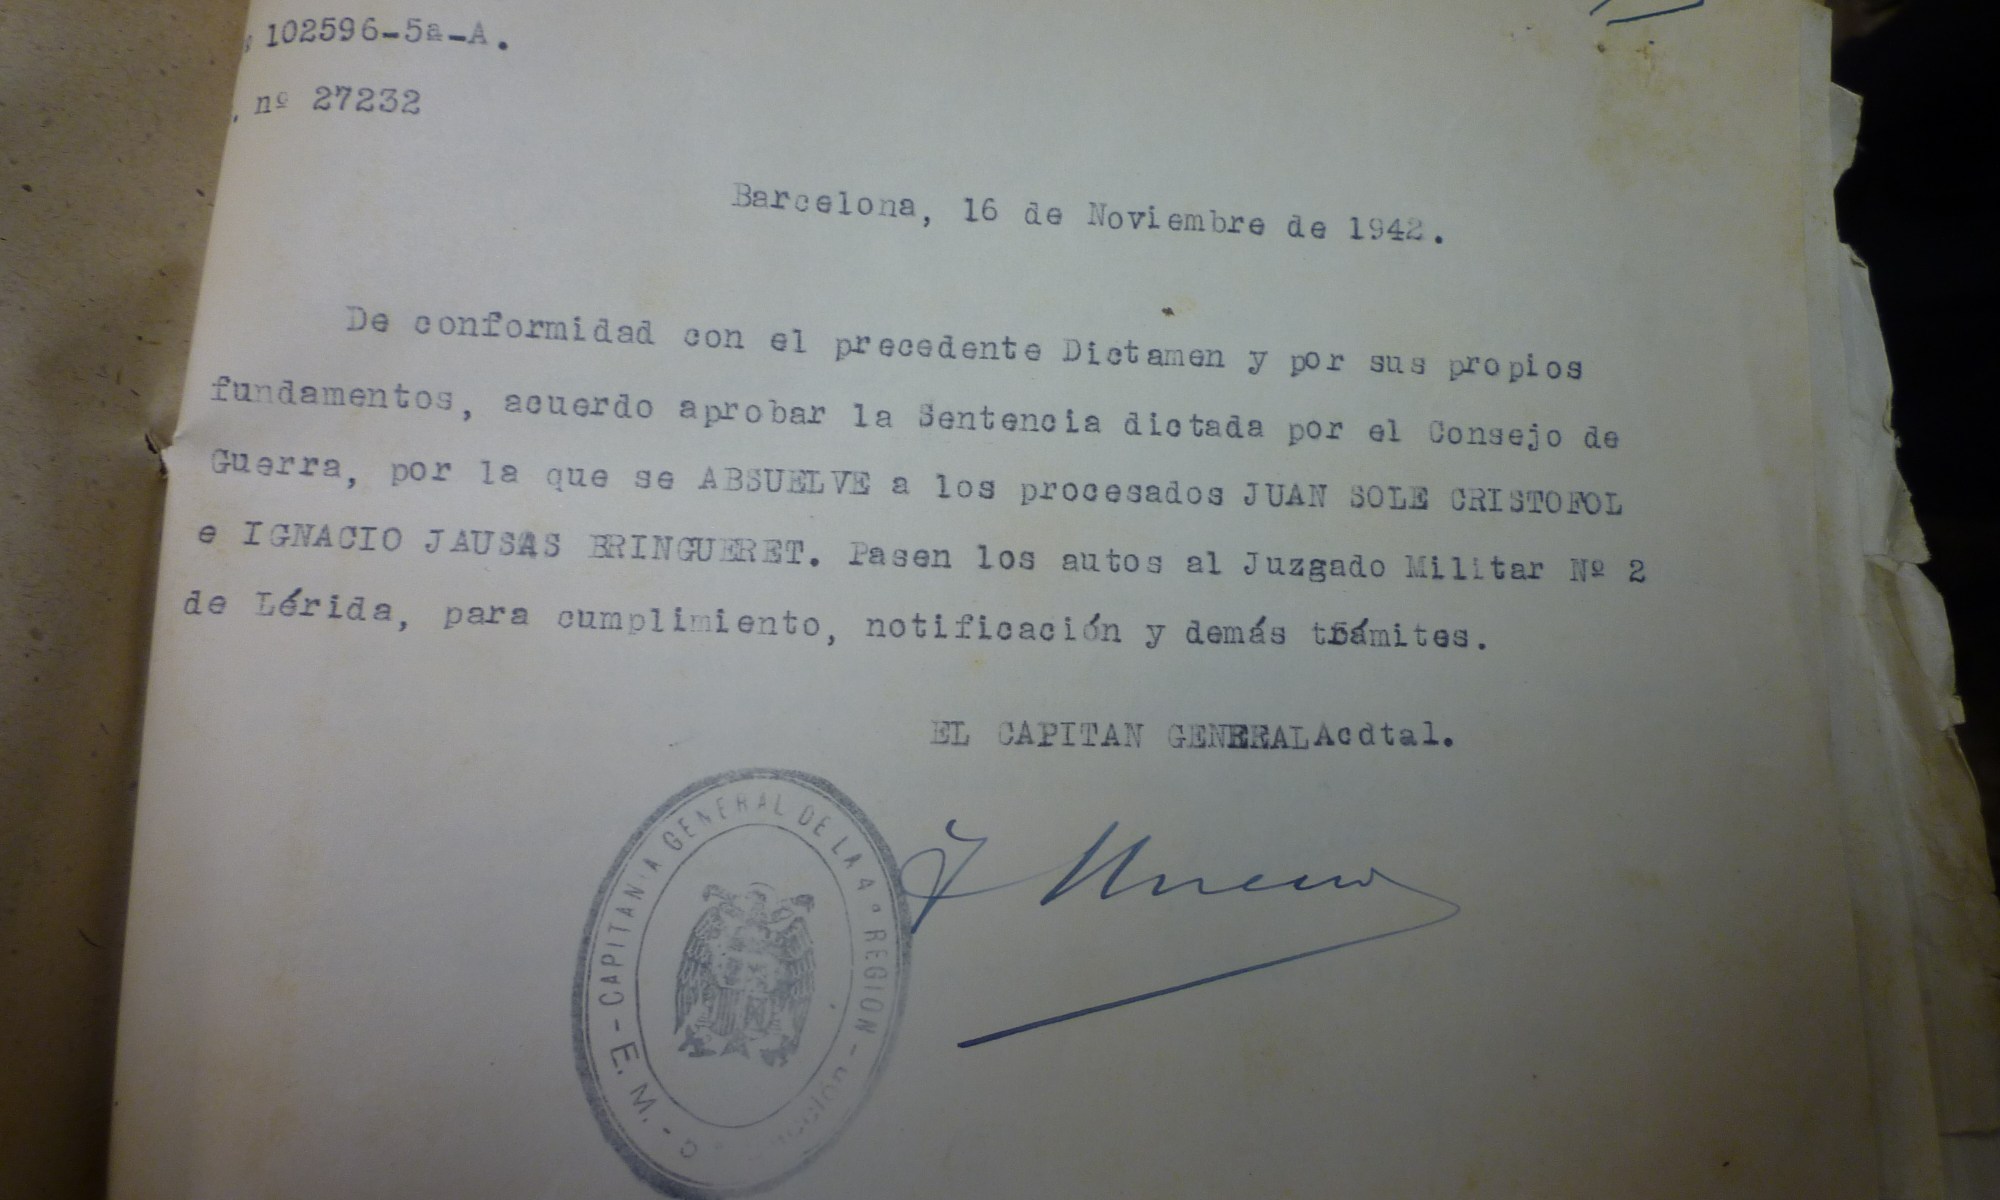 102596-5a-A.
. nº 27232
Barcelona, 16 de Noviembre de 1942.
De conformidad con el precedente Dictamen y por sus propios
fundamentos, acuerdo aprobar la Sentencia dictada por el Consejo de
Guerra, por la que se ABSUELVE a los procesados JUAN SOLE CRISTOFOL
e IGNACIO JAUSAS BRINGUERET. Pasen los autos al Juzgado Militar Nº 2
de Lérida, para cumplimiento, notificación y demás trámites.
EL CAPITAN GENERAL Acdtal.
CAPITANIA GENERAL DE LA 4ª REGION - E. M. -